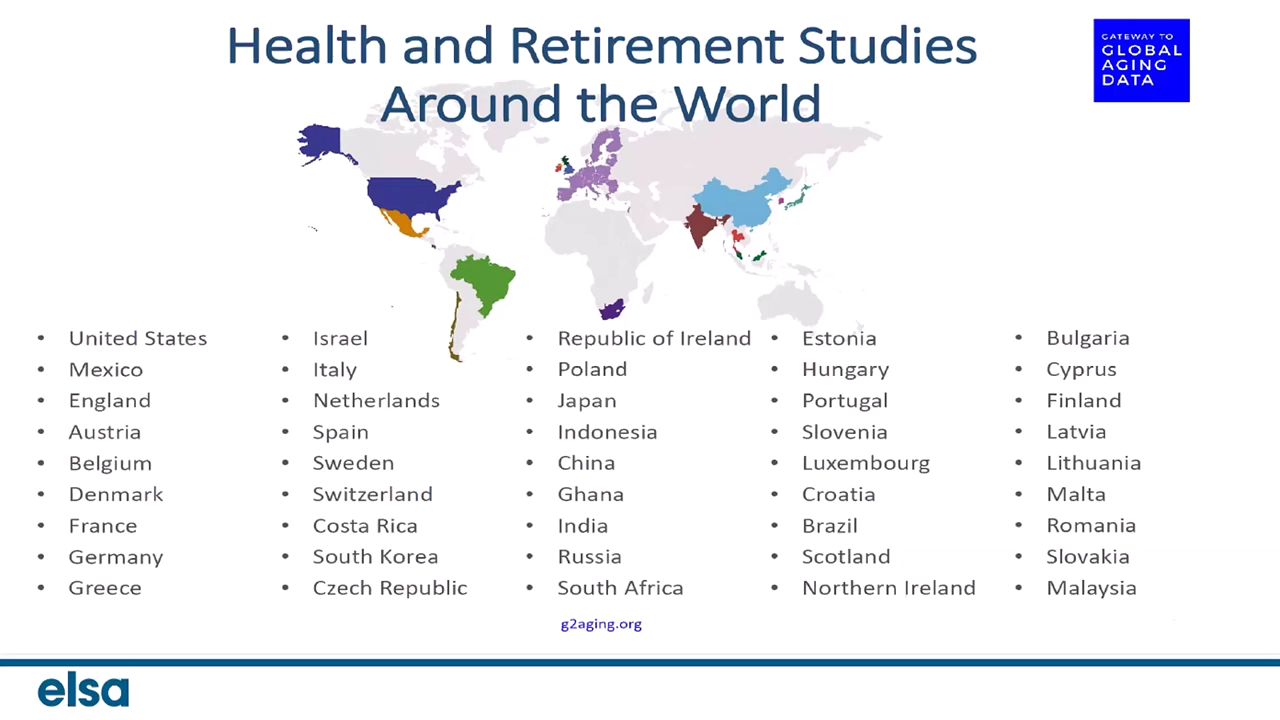 Health and Retirement Studies
Around the World
GATEWAY TO
GLOBAL
AGING
DATA
• United States
• Mexico
• England
• Austria
• Belgium
• Denmark
• France
• Germany
• Greece
• Israel
• Italy
• Netherlands
• Spain
• Sweden
• Switzerland
• Costa Rica
• South Korea
• Czech Republic
• Republic of Ireland
• Poland
• Japan
• Indonesia
• China
• Ghana
• India
• Russia
• South Africa
• Estonia
• Hungary
• Portugal
• Slovenia
• Luxembourg
• Croatia
• Brazil
• Scotland
• Northern Ireland
• Bulgaria
• Cyprus
• Finland
• Latvia
• Lithuania
• Malta
• Romania
• Slovakia
• Malaysia
g2aging.org
elsa